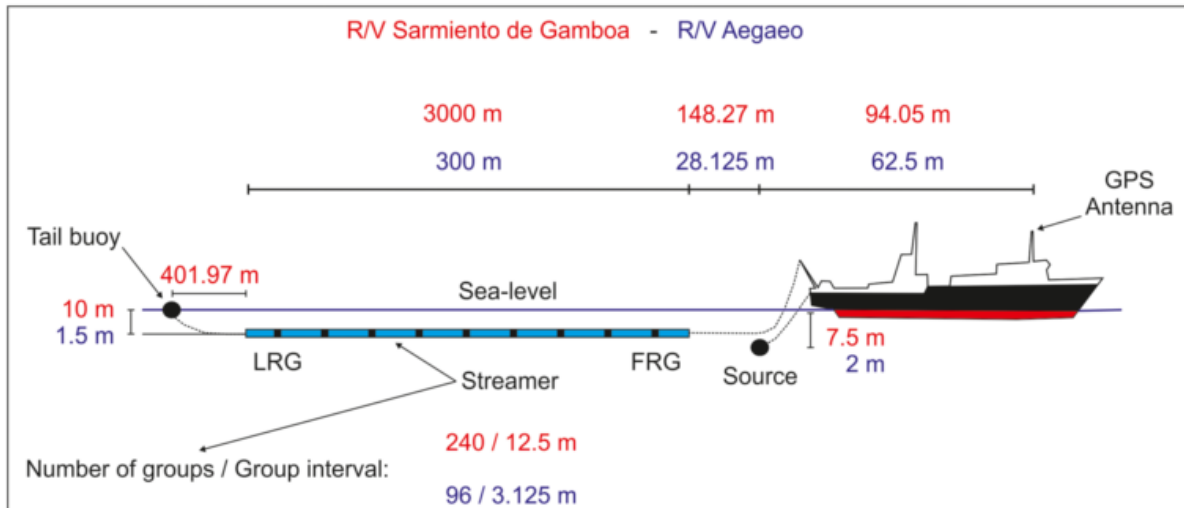 R/V Sarmiento de Gamboa - R/V Aegaeo
3000 m 148.27 m 94.05 m
300 m 28.125 m 62.5 m
GPS
Antenna
Tail buoy
401.97 m
Sea-level
10 m
1.5 m
7.5 m
2 m
LRG FRG
Source
Streamer
240 / 12.5 m
Number of groups / Group interval:
96 / 3.125 m